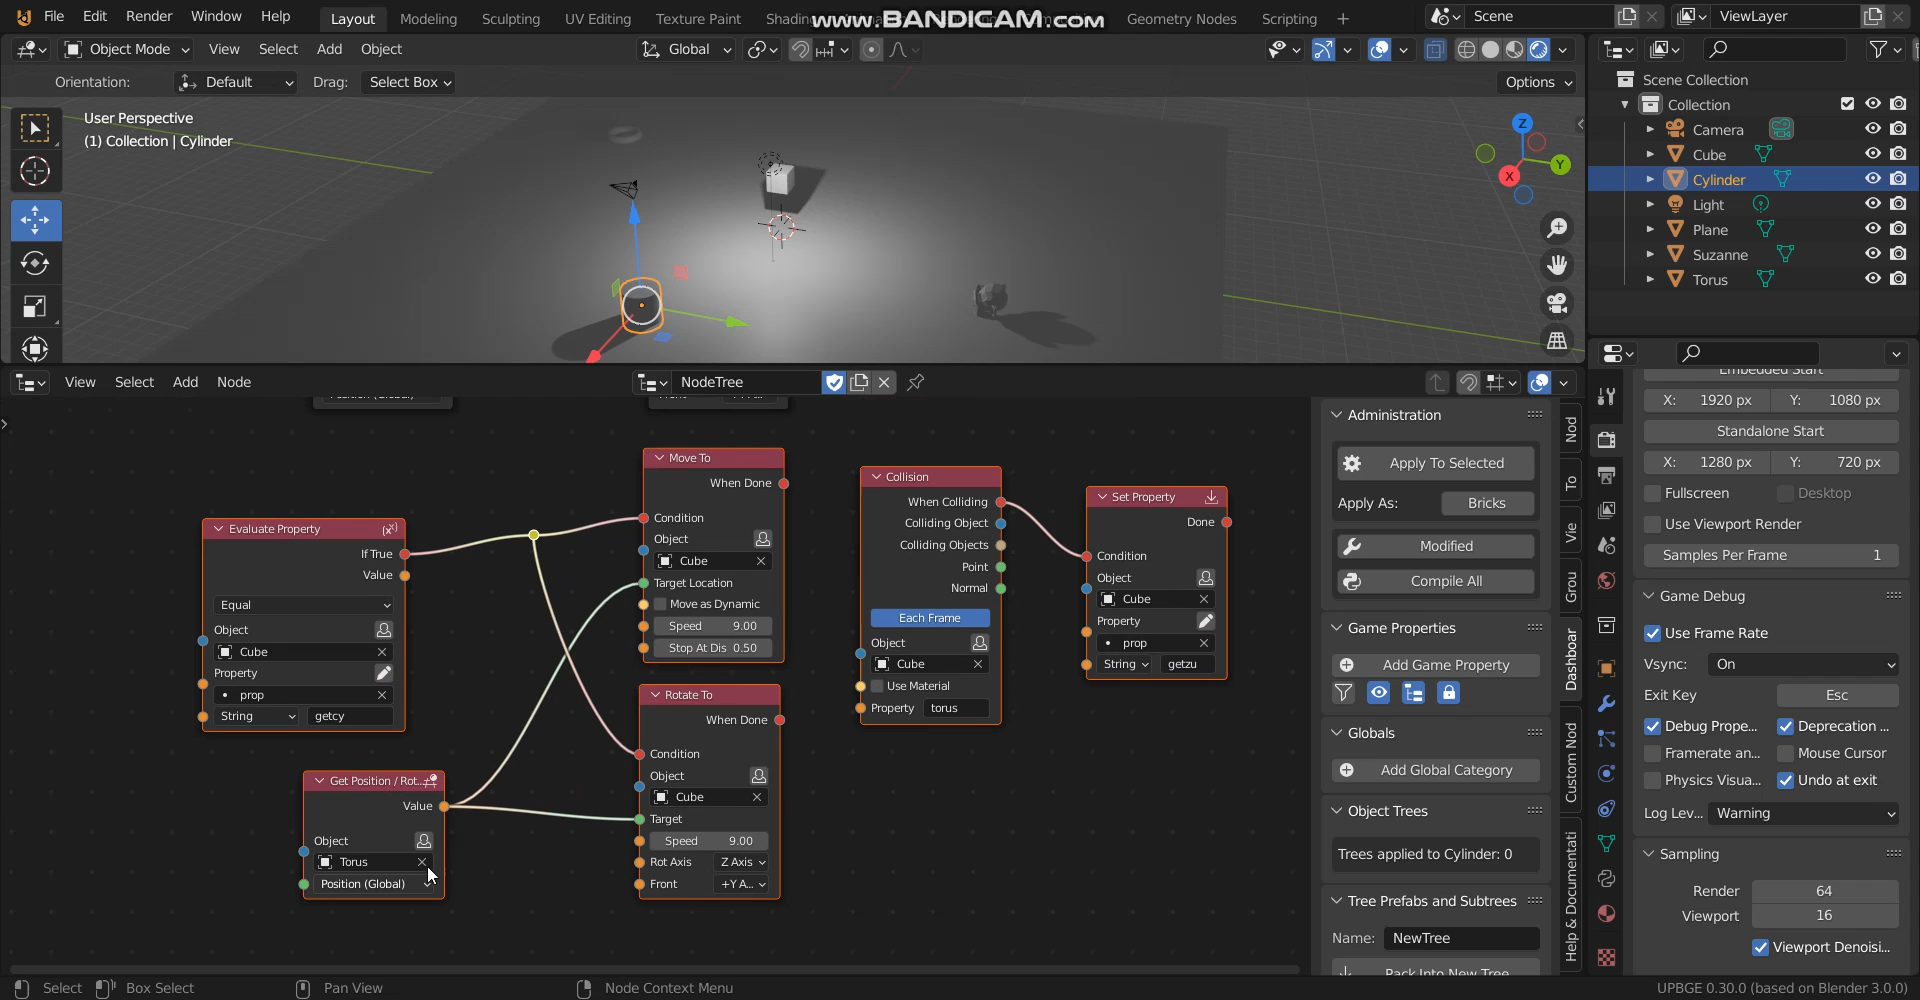 File Edit Render Window Help Layout Modeling Sculpting UV Editing Texture Paint Shading www.BANDICAM.com Geometry Nodes Scripting + Scene ViewLayer
Object Mode View Select Add Object Global
Orientation: Default Drag: Select Box Options
User Perspective
(1) Collection | Cylinder
Z
Y
X
Scene Collection
Collection
Camera
Cube
Cylinder
Light
Plane
Suzanne
Torus
View Select Add Node NodeTree
Evaluate Property
If True
Value
Equal
Object
Cube
Property
prop
String getcy
Get Position / Rot...
Value
Object
Torus
Position (Global)
Move To
When Done
Condition
Object
Cube
Target Location
Move as Dynamic
Speed 9.00
Stop At Dis 0.50
Rotate To
When Done
Condition
Object
Cube
Target
Speed 9.00
Rot Axis Z Axis
Front +Y A...
Collision
When Colliding
Colliding Object
Colliding Objects
Point
Normal
Each Frame
Object
Cube
Use Material
Property torus
Set Property
Done
Condition
Object
Cube
Property
prop
String getzu
Administration
Apply To Selected
Apply As: Bricks
Modified
Compile All
Game Properties
Add Game Property
Globals
Add Global Category
Object Trees
Trees applied to Cylinder: 0
Tree Prefabs and Subtrees
Name: NewTree
Pack Into New Tree
Nod
To
Vie
Grou
Dashboar
Custom Nod
Help & Documentati
Embedded Start
X: 1920 px Y: 1080 px
Standalone Start
X: 1280 px Y: 720 px
Fullscreen Desktop
Use Viewport Render
Samples Per Frame 1
Game Debug
Use Frame Rate
Vsync: On
Exit Key Esc
Debug Prope... Deprecation ...
Framerate an... Mouse Cursor
Physics Visua... Undo at exit
Log Lev... Warning
Sampling
Render 64
Viewport 16
Viewport Denoisi...
Select Box Select Pan View Node Context Menu UPBGE 0.30.0 (based on Blender 3.0.0)